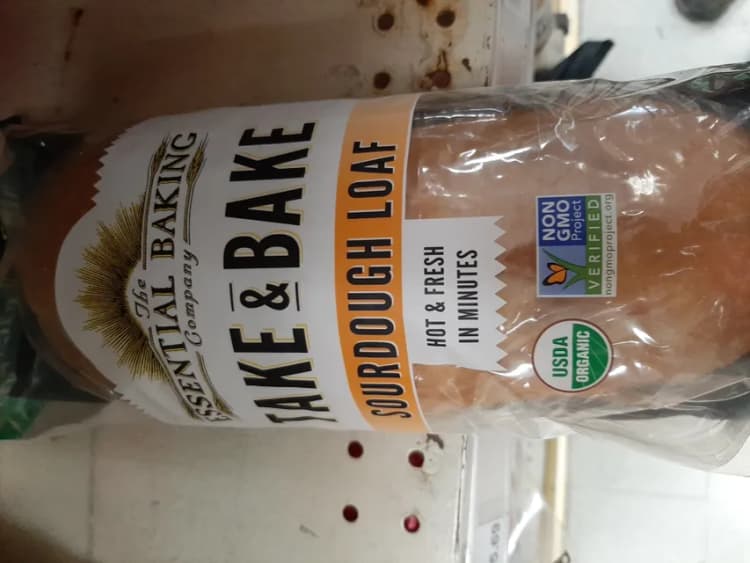 The
ESSENTIAL BAKING
Company
TAKE & BAKE
SOURDOUGH LOAF
HOT & FRESH
IN MINUTES
NON
GMO
Project
VERIFIED
nongmoproject.org
USDA
ORGANIC